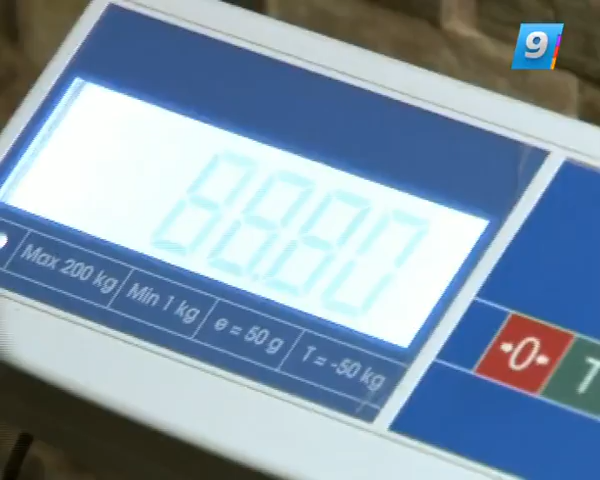 9
88.80
Max 200 kg
Min 1 kg
e = 50 g
T = -50 kg
0
T